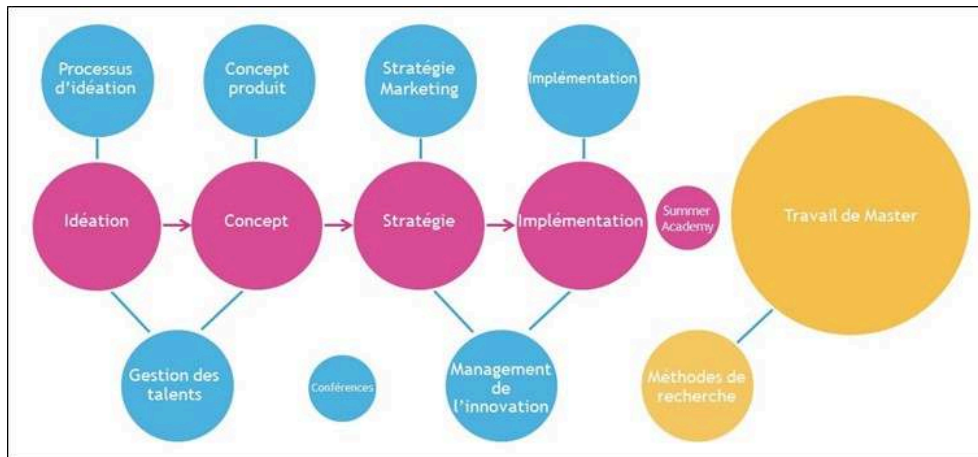 Processus
d'idéation
Concept
produit
Stratégie
Marketing
Implémentation
Idéation
Concept
Stratégie
Implémentation
Summer
Academy
Travail de Master
Gestion des
talents
Conférences
Management
de
l'innovation
Méthodes de
recherche